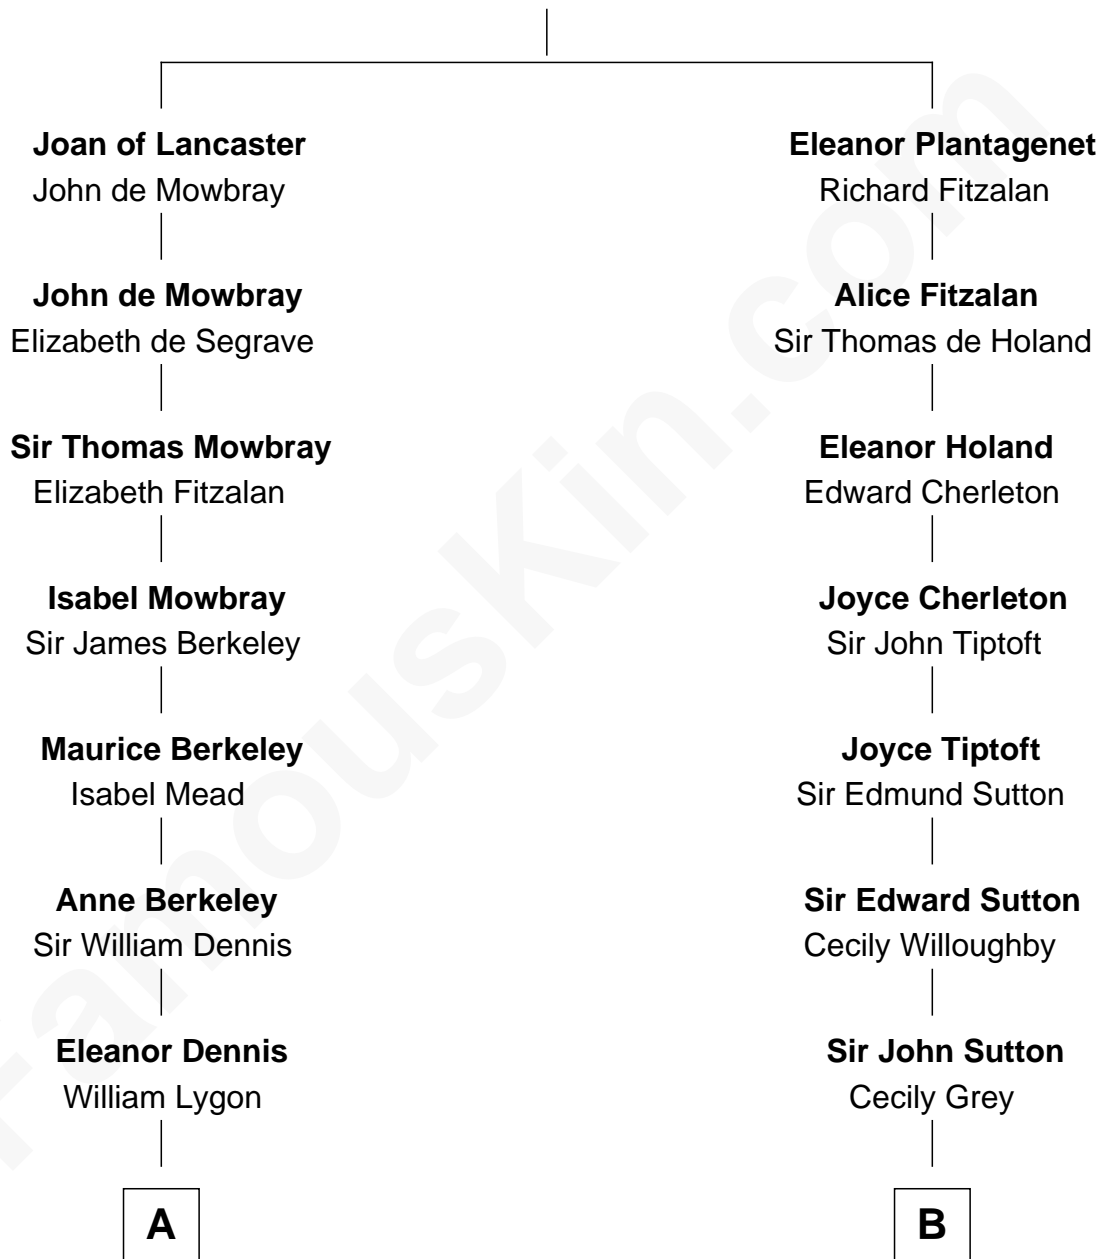 Joan of Lancaster
John de Mowbray
John de Mowbray
Elizabeth de Segrave
Sir Thomas Mowbray
Elizabeth Fitzalan
Isabel Mowbray
Sir James Berkeley
Maurice Berkeley
Isabel Mead
Anne Berkeley
Sir William Dennis
Eleanor Dennis
William Lygon
A
Eleanor Plantagenet
Richard Fitzalan
Alice Fitzalan
Sir Thomas de Holand
Eleanor Holand
Edward Cherleton
Joyce Cherleton
Sir John Tiptoft
Joyce Tiptoft
Sir Edmund Sutton
Sir Edward Sutton
Cecily Willoughby
Sir John Sutton
Cecily Grey
B
FamousKin.com